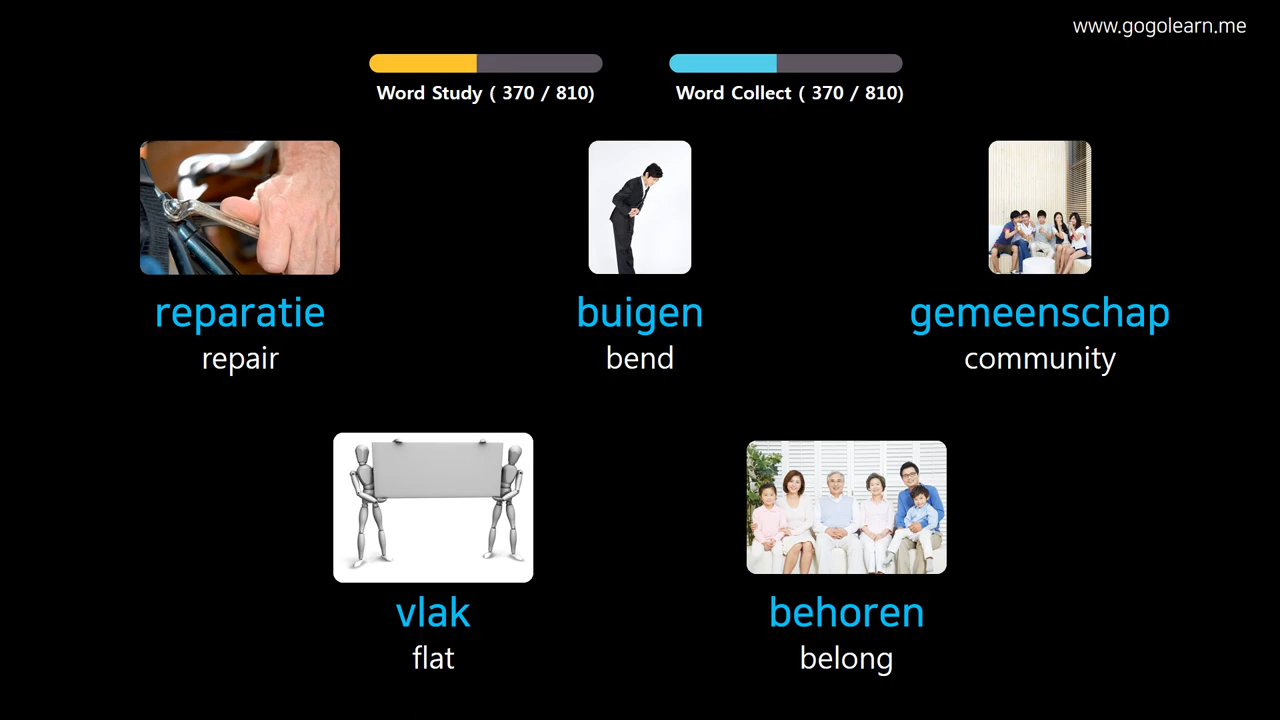 www.gogolearn.me
Word Study ( 370 / 810)
Word Collect ( 370 / 810)
reparatie
repair
buigen
bend
gemeenschap
community
vlak
flat
behoren
belong